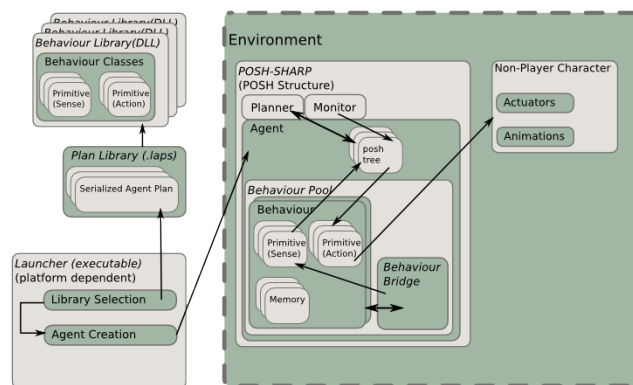 Behaviour Library(DLL)
Behaviour Library(DLL)
Behaviour Library(DLL)
Behaviour Classes
Primitive
(Sense)
Primitive
(Action)
Plan Library (.laps)
Serialized Agent Plan
Launcher (executable)
(platform dependent)
Library Selection
Agent Creation
Environment
POSH-SHARP
(POSH Structure)
Planner
Monitor
Agent
posh
tree
Behaviour Pool
Behaviour
Primitive
(Sense)
Primitive
(Action)
Memory
Behaviour
Bridge
Non-Player Character
Actuators
Animations